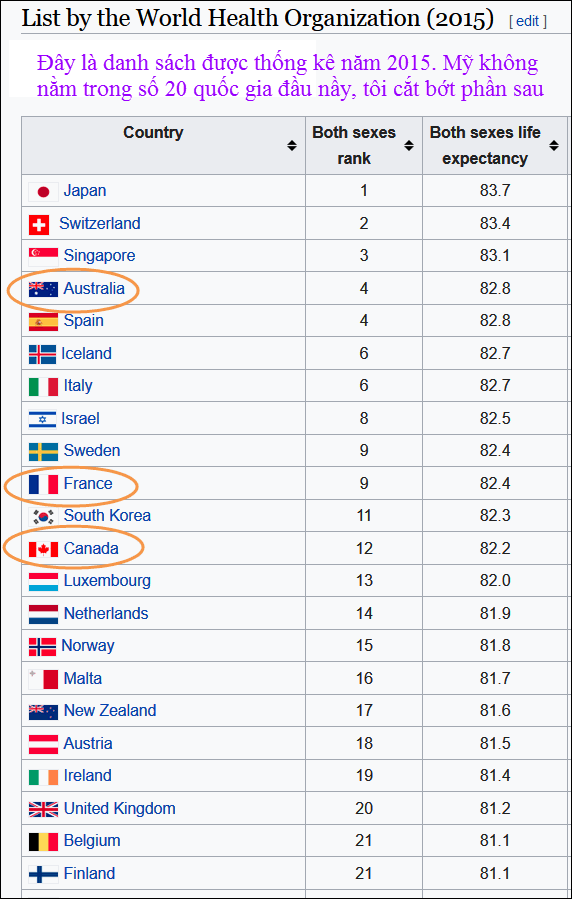 List by the World Health Organization (2015) [ edit ]
Đây là danh sách được thống kê năm 2015. Mỹ không
nằm trong số 20 quốc gia đầu nầy, tôi cắt bớt phần sau
Country Both sexes rank Both sexes life expectancy
Japan 1 83.7
Switzerland 2 83.4
Singapore 3 83.1
Australia 4 82.8
Spain 4 82.8
Iceland 6 82.7
Italy 6 82.7
Israel 8 82.5
Sweden 9 82.4
France 9 82.4
South Korea 11 82.3
Canada 12 82.2
Luxembourg 13 82.0
Netherlands 14 81.9
Norway 15 81.8
Malta 16 81.7
New Zealand 17 81.6
Austria 18 81.5
Ireland 19 81.4
United Kingdom 20 81.2
Belgium 21 81.1
Finland 21 81.1